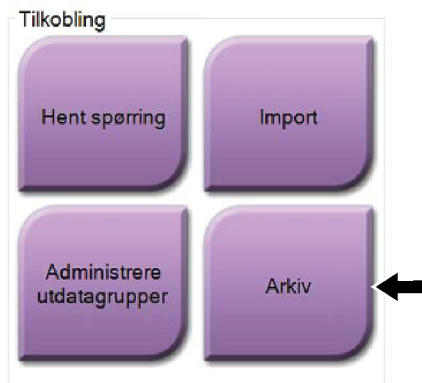 Tilkobling
Hent spørring
Import
Administrere
utdatagrupper
Arkiv